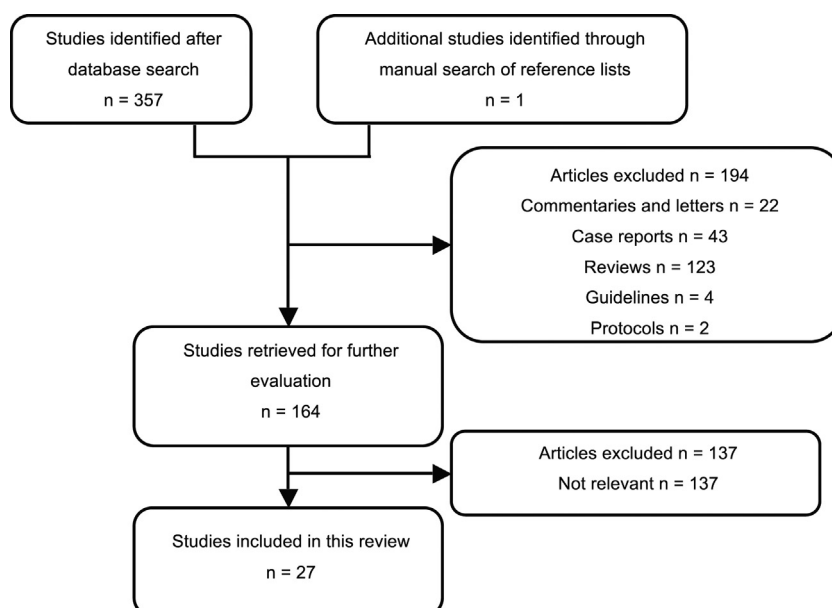 Studies identified after
database search
n = 357
Additional studies identified through
manual search of reference lists
n = 1
Articles excluded n = 194
Commentaries and letters n = 22
Case reports n = 43
Reviews n = 123
Guidelines n = 4
Protocols n = 2
Studies retrieved for further
evaluation
n = 164
Articles excluded n = 137
Not relevant n = 137
Studies included in this review
n = 27